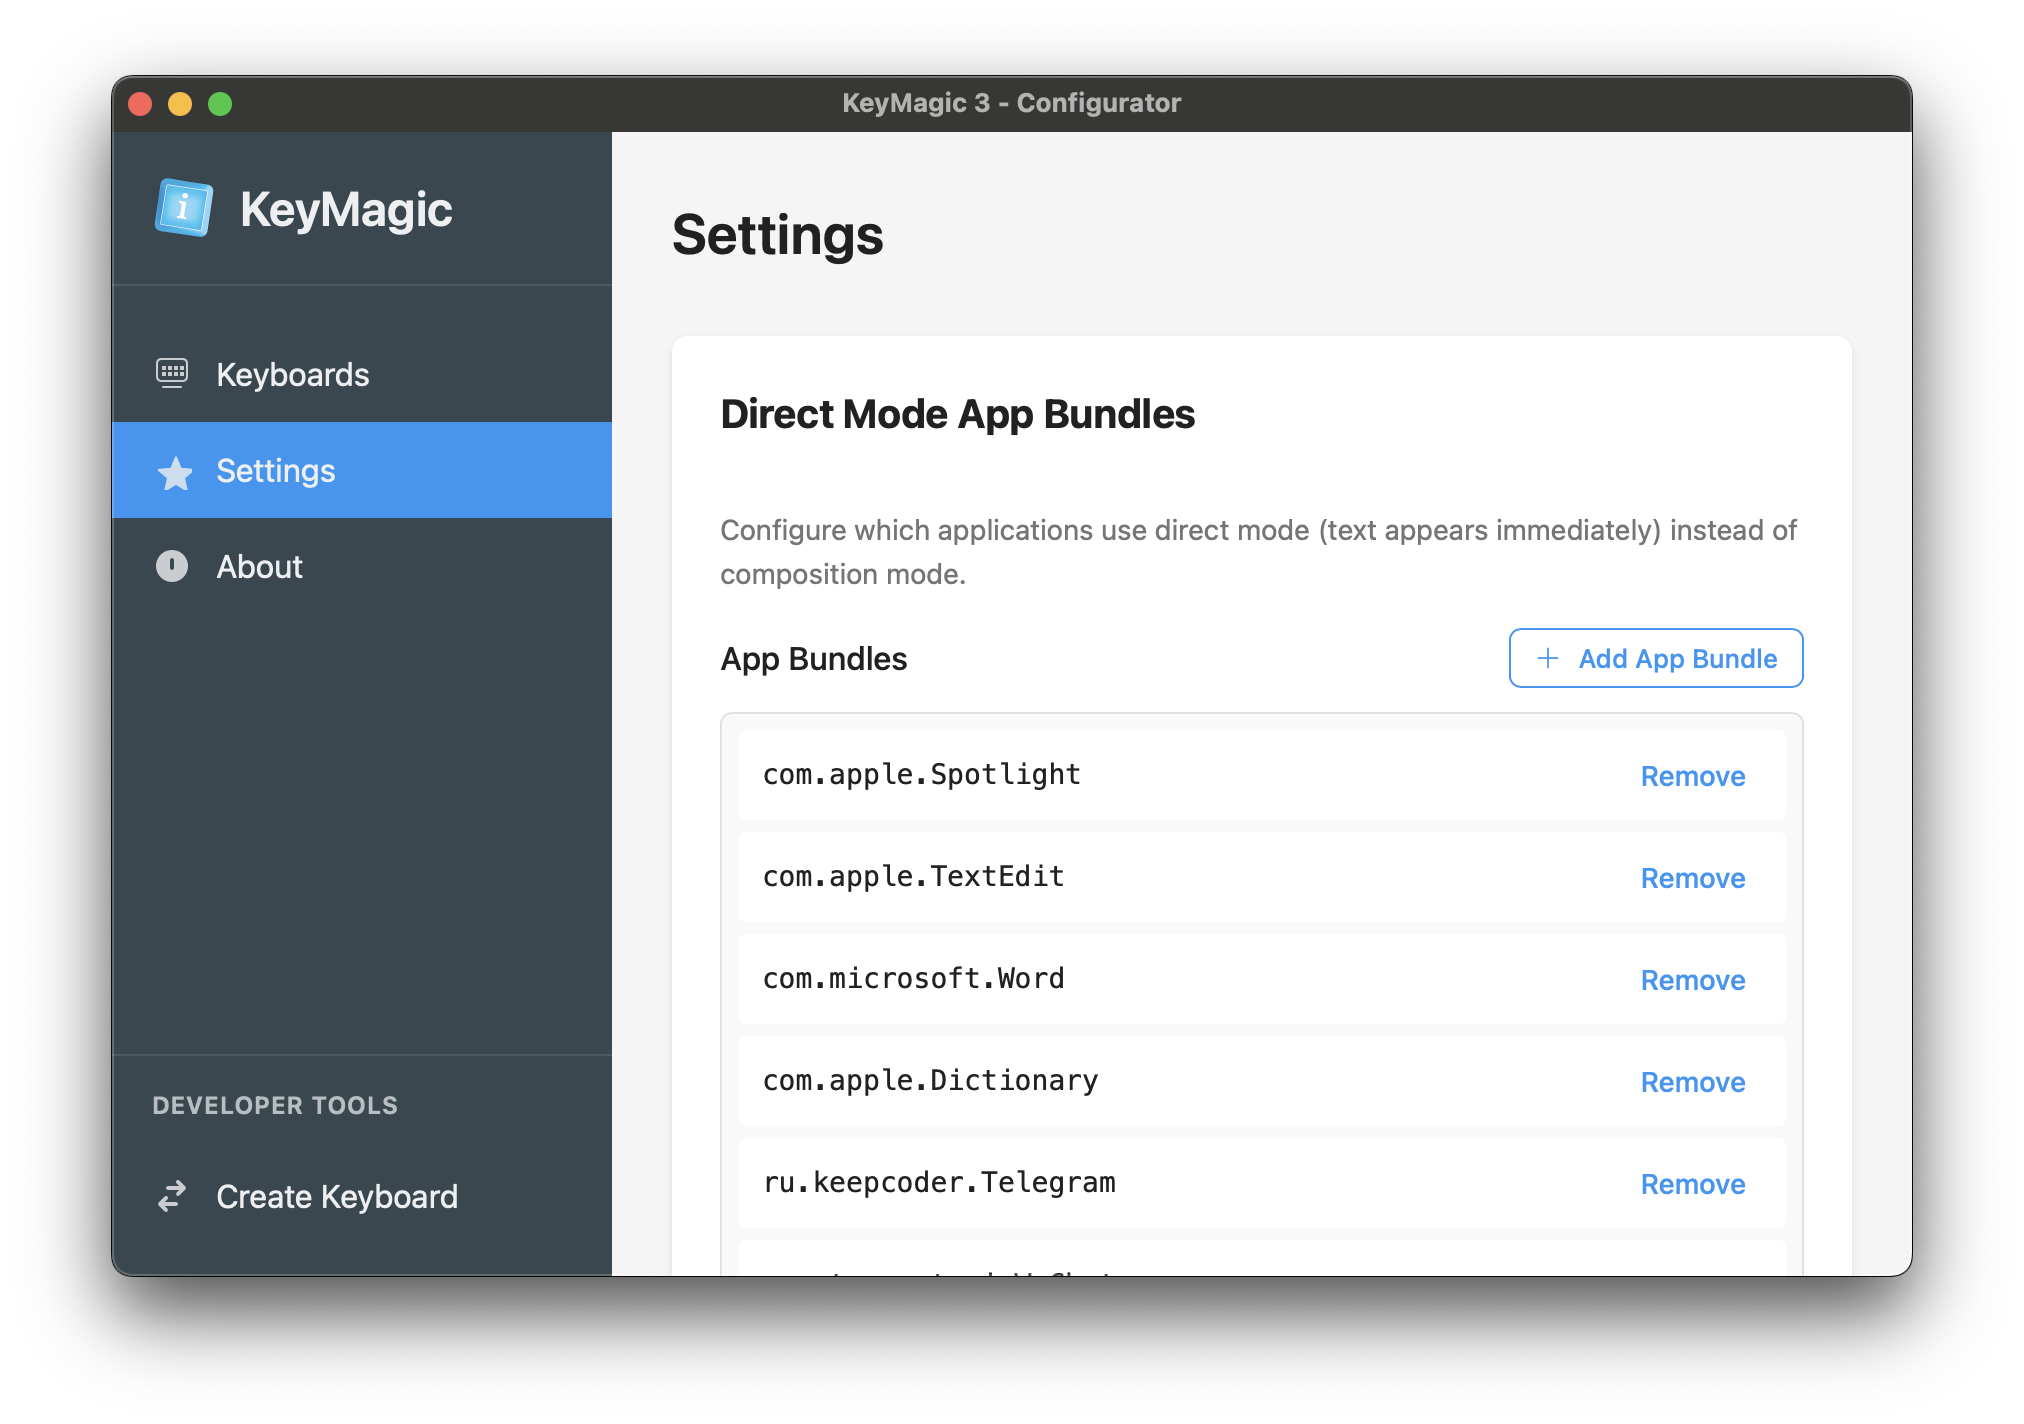 KeyMagic 3 - Configurator
KeyMagic
Keyboards
Settings
About
DEVELOPER TOOLS
Create Keyboard
Settings
Direct Mode App Bundles
Configure which applications use direct mode (text appears immediately) instead of
composition mode.
App Bundles
Add App Bundle
com.apple.Spotlight Remove
com.apple.TextEdit Remove
com.microsoft.Word Remove
com.apple.Dictionary Remove
ru.keepcoder.Telegram Remove